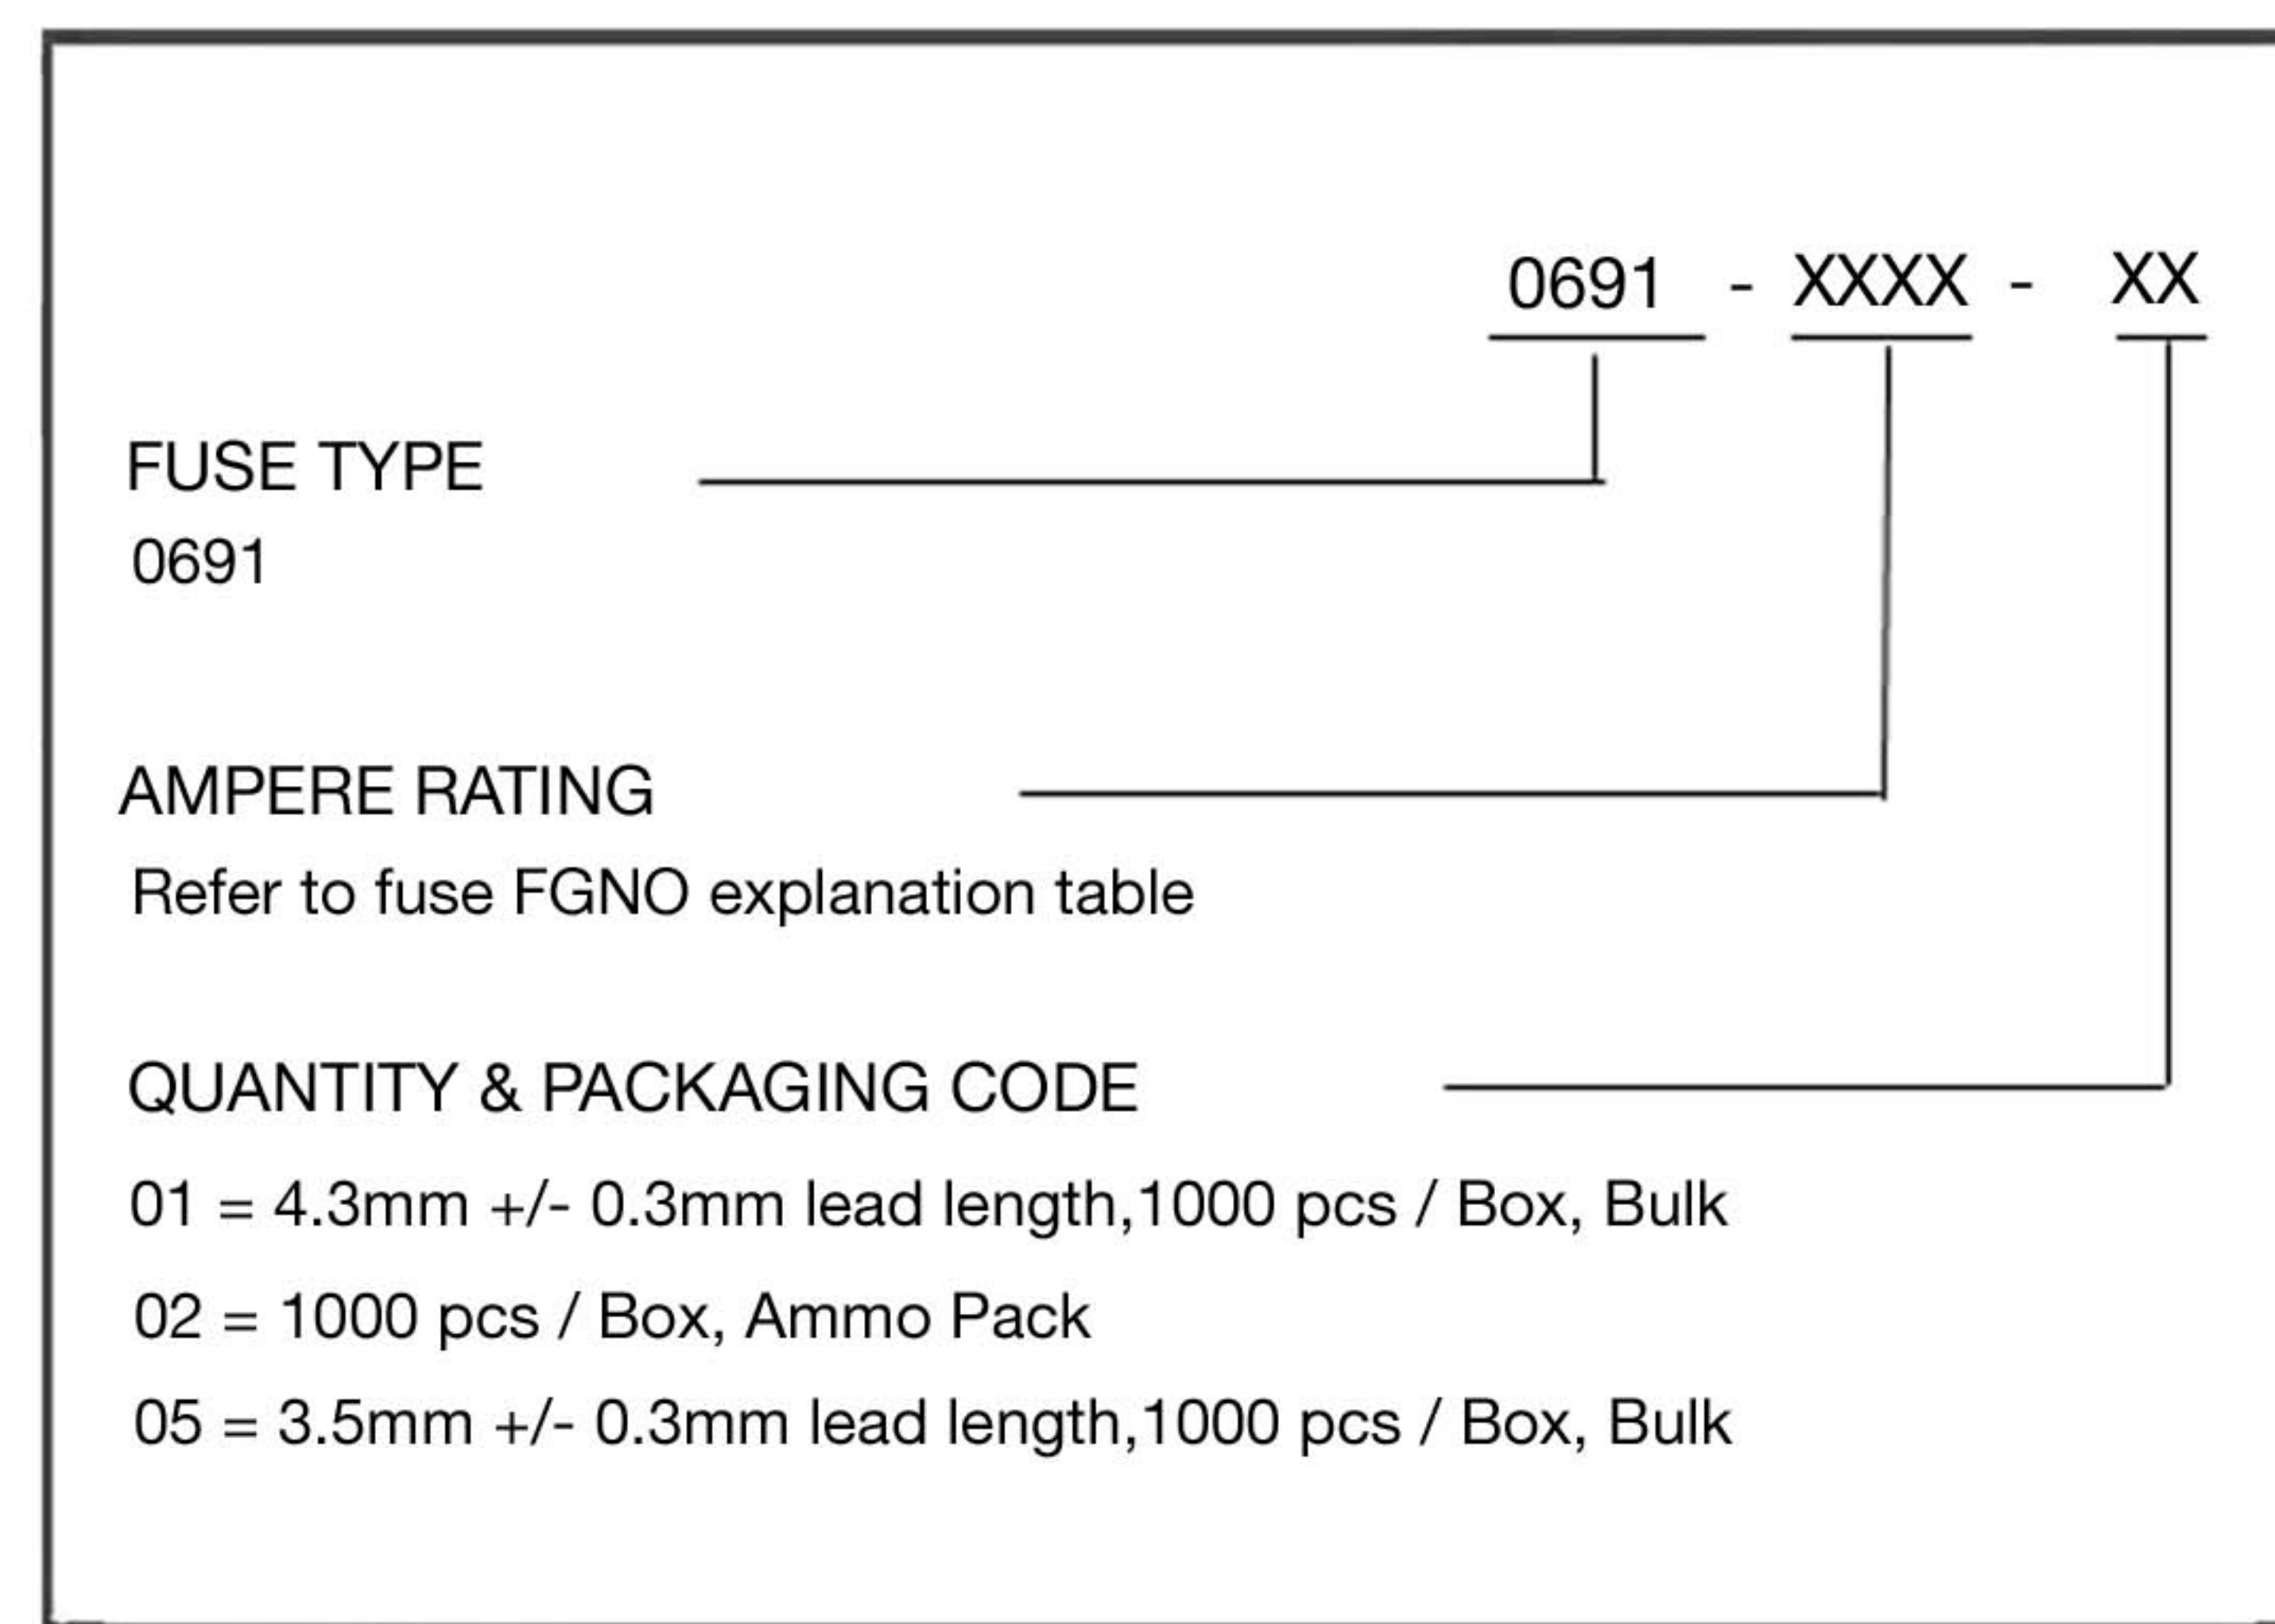 0691 - XXXX - XX
FUSE TYPE
0691
AMPERE RATING
Refer to fuse FGNO explanation table
QUANTITY & PACKAGING CODE
01 = 4.3mm +/- 0.3mm lead length,1000 pcs / Box, Bulk
02 = 1000 pcs / Box, Ammo Pack
05 = 3.5mm +/- 0.3mm lead length,1000 pcs / Box, Bulk